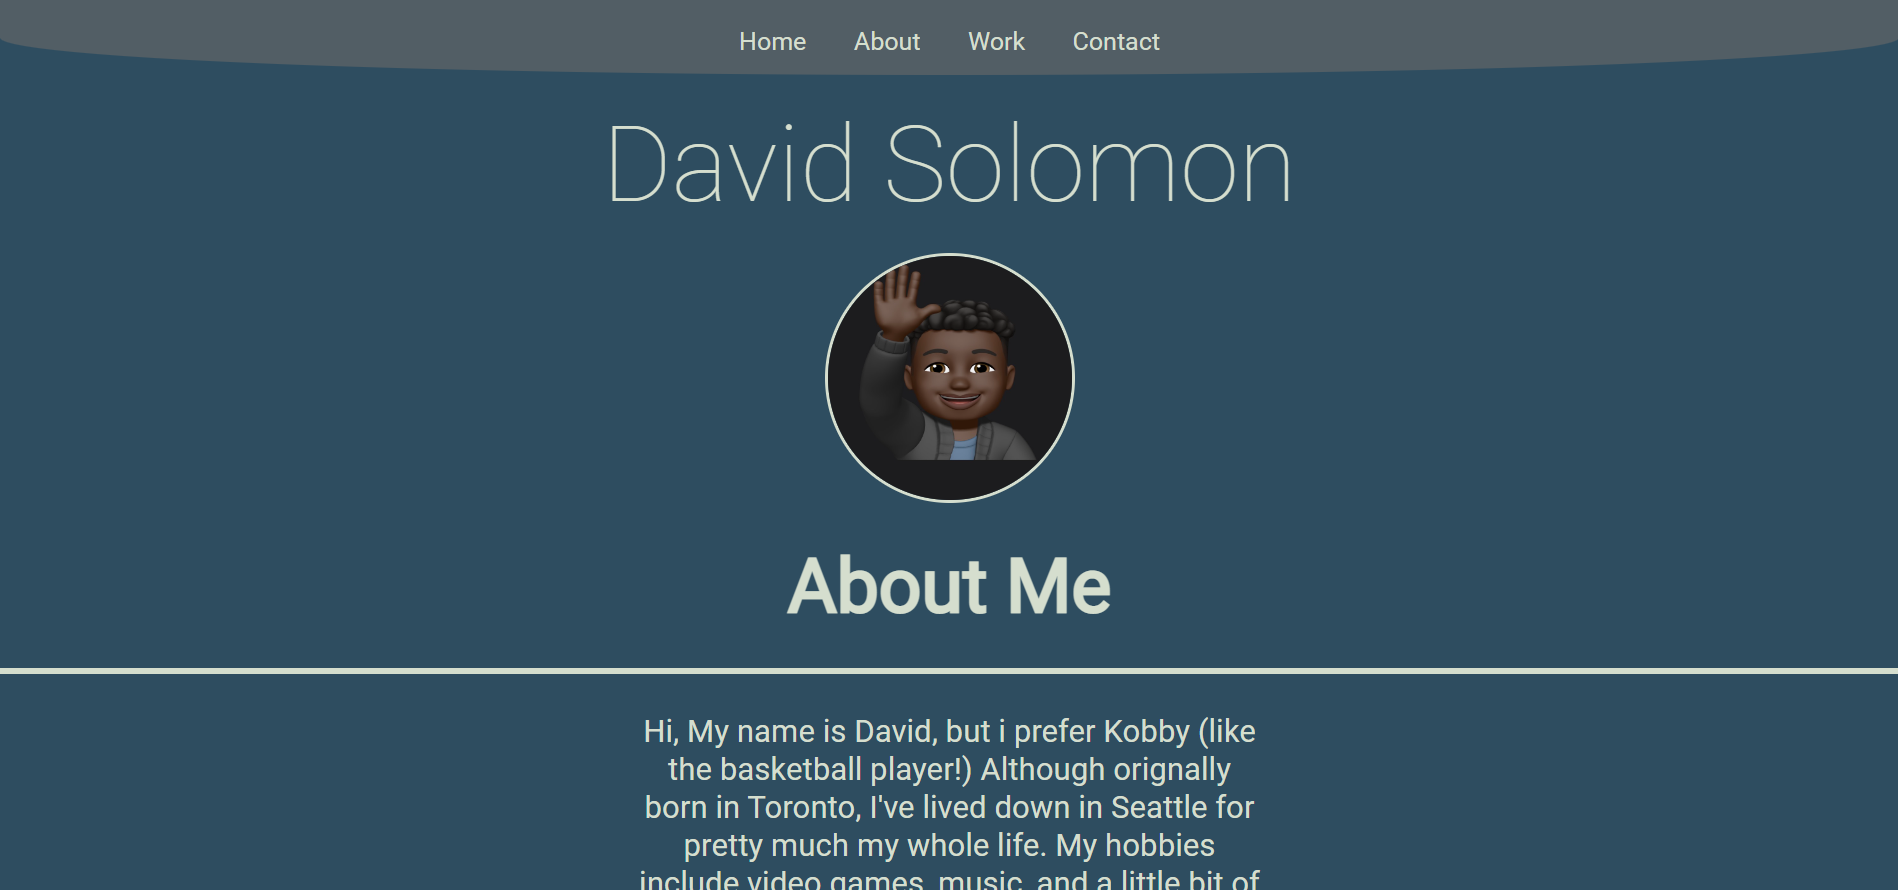 Home About Work Contact
David Solomon
About Me
Hi, My name is David, but i prefer Kobby (like
the basketball player!) Although orignally
born in Toronto, I've lived down in Seattle for
pretty much my whole life. My hobbies
include video games, music, and a little bit of